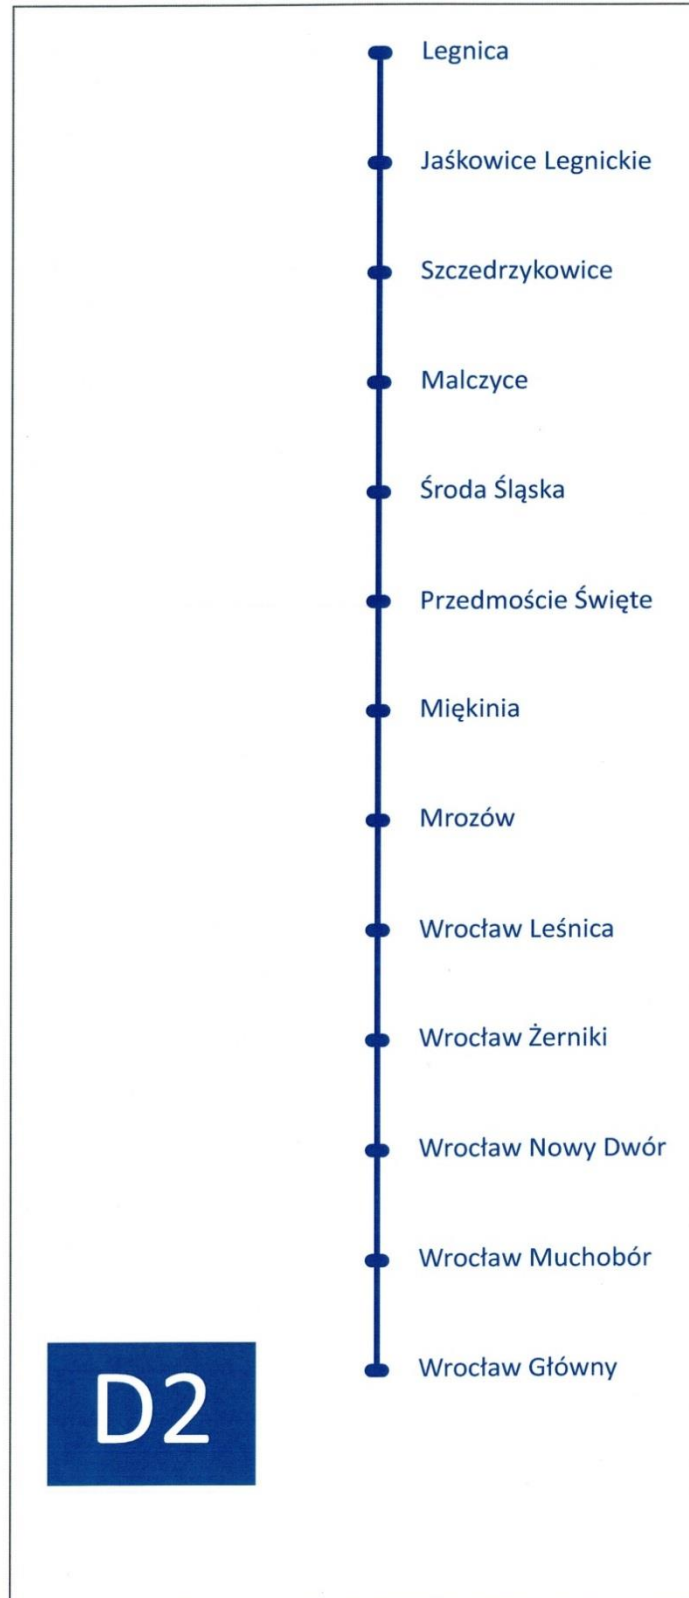 Legnica
Jaśkowice Legnickie
Szczedrzykowice
Malczyce
Środa Śląska
Przedmoście Święte
Miękinia
Mrozów
Wrocław Leśnica
Wrocław Żerniki
Wrocław Nowy Dwór
Wrocław Muchobór
Wrocław Główny
D2